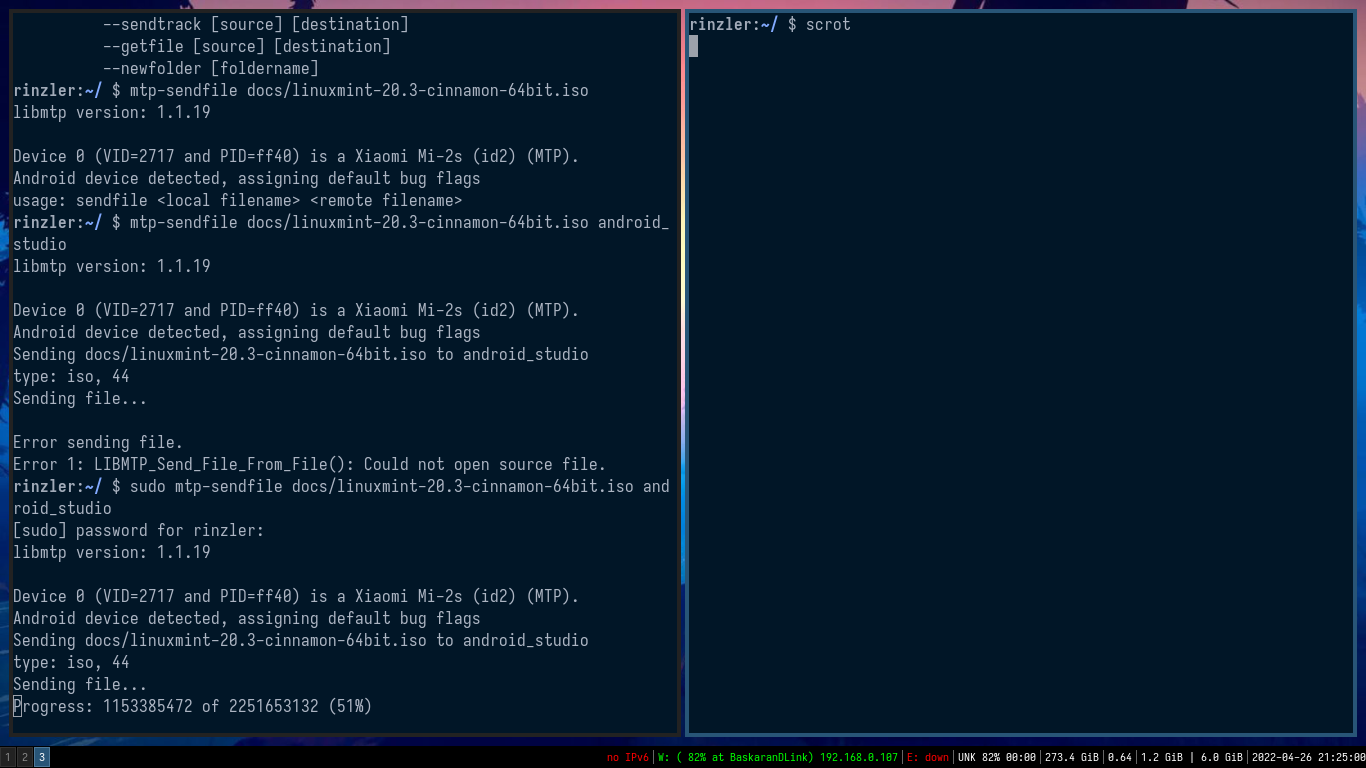 --sendtrack [source] [destination]
--getfile [source] [destination]
--newfolder [foldername]
rinzler:~/ $ mtp-sendfile docs/linuxmint-20.3-cinnamon-64bit.iso
libmtp version: 1.1.19
Device 0 (VID=2717 and PID=ff40) is a Xiaomi Mi-2s (id2) (MTP).
Android device detected, assigning default bug flags
usage: sendfile <local filename> <remote filename>
rinzler:~/ $ mtp-sendfile docs/linuxmint-20.3-cinnamon-64bit.iso android_
studio
libmtp version: 1.1.19
Device 0 (VID=2717 and PID=ff40) is a Xiaomi Mi-2s (id2) (MTP).
Android device detected, assigning default bug flags
Sending docs/linuxmint-20.3-cinnamon-64bit.iso to android_studio
type: iso, 44
Sending file...
Error sending file.
Error 1: LIBMTP_Send_File_From_File(): Could not open source file.
rinzler:~/ $ sudo mtp-sendfile docs/linuxmint-20.3-cinnamon-64bit.iso and
roid_studio
[sudo] password for rinzler:
libmtp version: 1.1.19
Device 0 (VID=2717 and PID=ff40) is a Xiaomi Mi-2s (id2) (MTP).
Android device detected, assigning default bug flags
Sending docs/linuxmint-20.3-cinnamon-64bit.iso to android_studio
type: iso, 44
Sending file...
Progress: 1153385472 of 2251653132 (51%)
rinzler:~/ $ scrot
1 2 3
no IPv6|W: ( 82% at BaskaranDLink) 192.168.0.107|E: down|UNK 82% 00:00|273.4 GiB|0.64|1.2 GiB | 6.0 GiB|2022-04-26 21:25:00